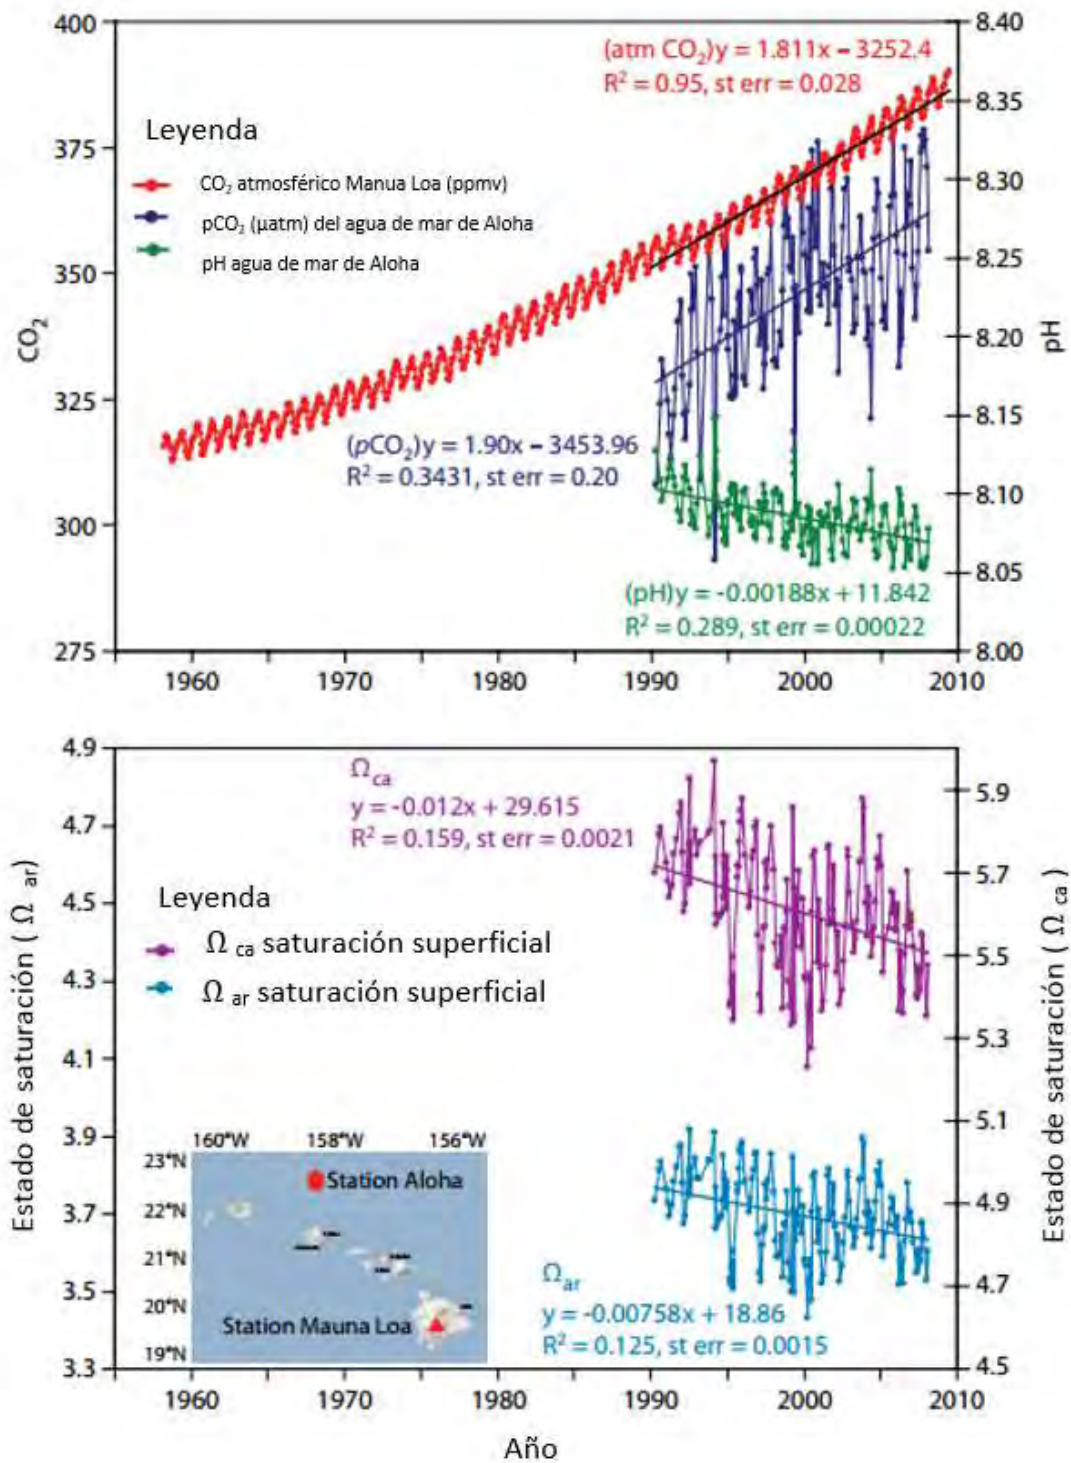 400
375
350
325
300
275
CO₂
8.40
8.35
8.30
8.25
8.20
8.15
8.10
8.05
8.00
pH
(atm CO₂)y = 1.811x – 3252.4
R² = 0.95, st err = 0.028
Leyenda
CO₂ atmosférico Manua Loa (ppmv)
pCO₂ (µatm) del agua de mar de Aloha
pH agua de mar de Aloha
(pCO₂)y = 1.90x – 3453.96
R² = 0.3431, st err = 0.20
(pH)y = -0.00188x + 11.842
R² = 0.289, st err = 0.00022
1960 1970 1980 1990 2000 2010
4.9
4.7
4.5
4.3
4.1
3.9
3.7
3.5
3.3
Estado de saturación ( Ω ar)
5.9
5.7
5.5
5.3
5.1
4.9
4.7
4.5
Estado de saturación ( Ω ca )
Ωca
y = -0.012x + 29.615
R² = 0.159, st err = 0.0021
Leyenda
Ω ca saturación superficial
Ω ar saturación superficial
160°W 158°W 156°W
23°N
22°N
21°N
20°N
19°N
Station Aloha
Station Mauna Loa
Ωar
y = -0.00758x + 18.86
R² = 0.125, st err = 0.0015
1960 1970 1980 1990 2000 2010
Año